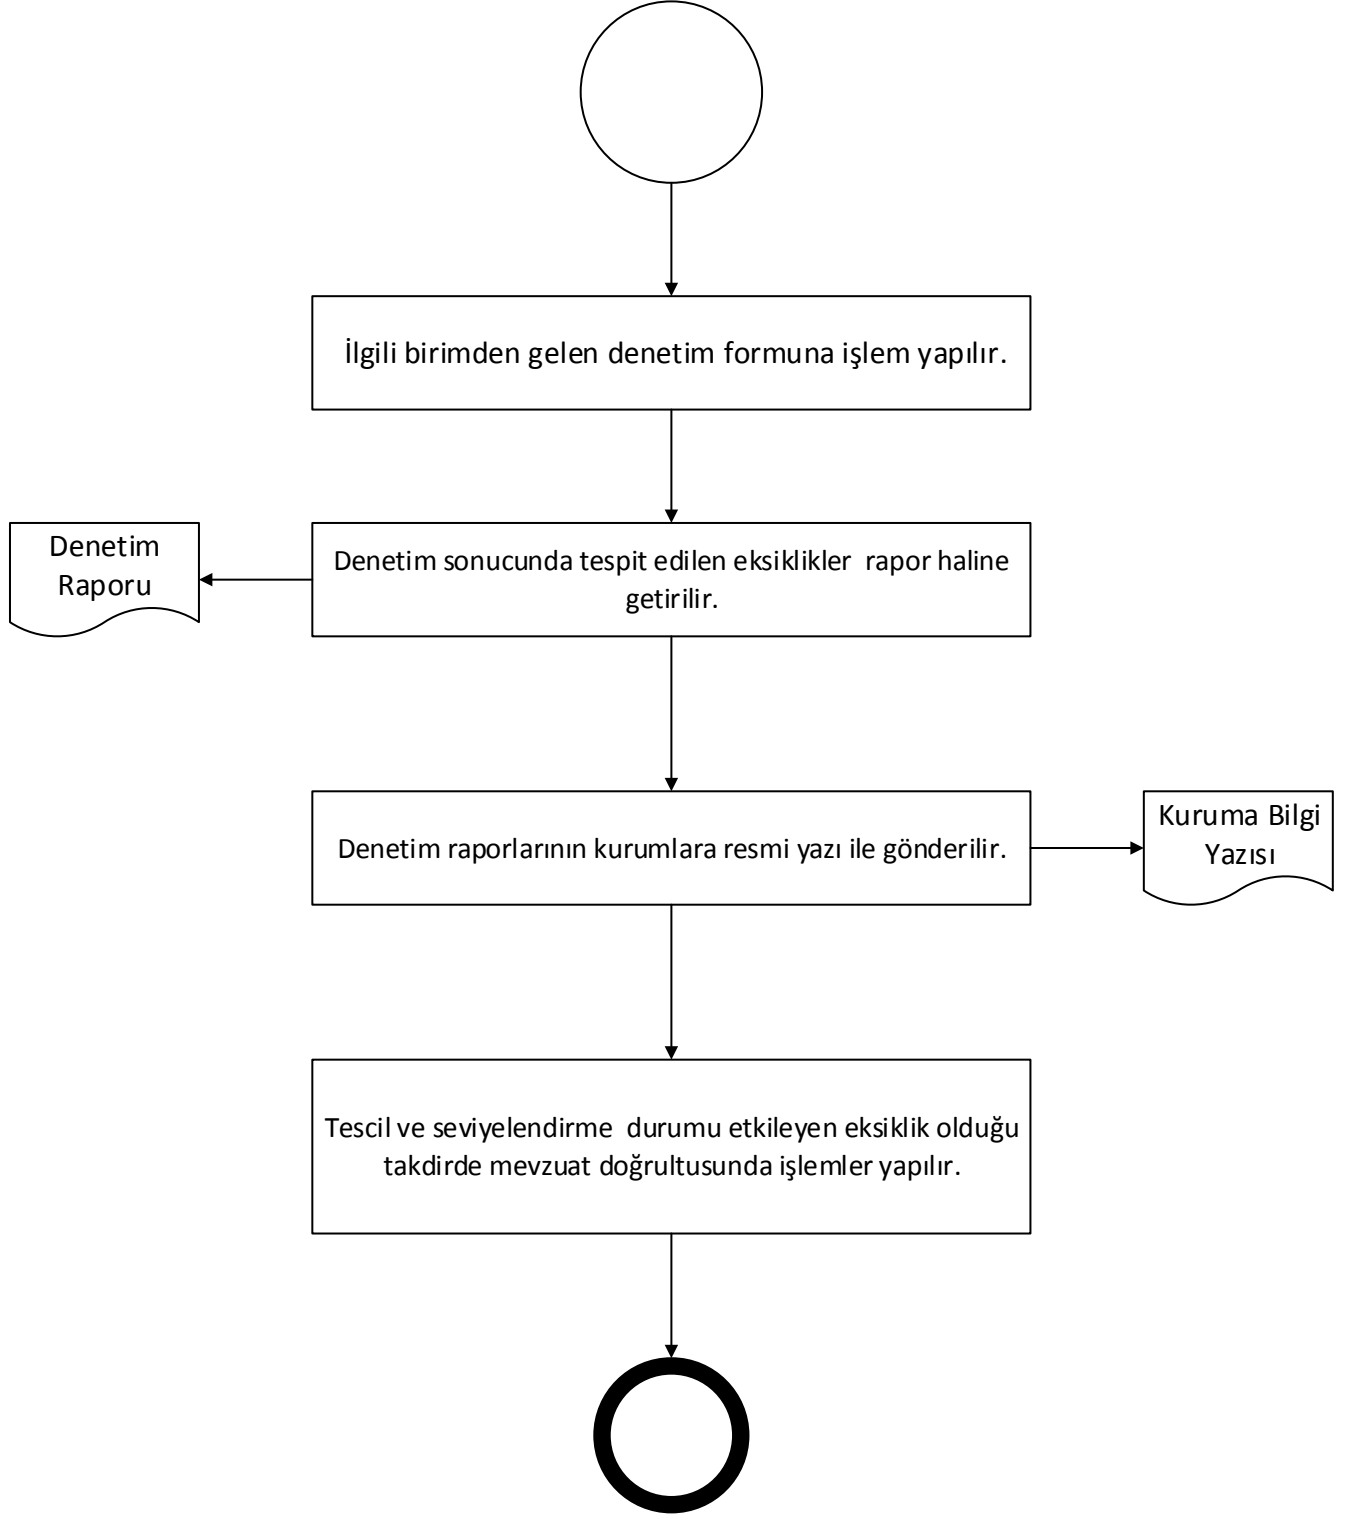 İlgili birimden gelen denetim formuna işlem yapılır.
Denetim
Raporu
Denetim sonucunda tespit edilen eksiklikler  rapor haline
getirilir.
Denetim raporlarının kurumlara resmi yazı ile gönderilir.
Kuruma Bilgi
Yazısı
Tescil ve seviyelendirme  durumu etkileyen eksiklik olduğu
takdirde mevzuat doğrultusunda işlemler yapılır.